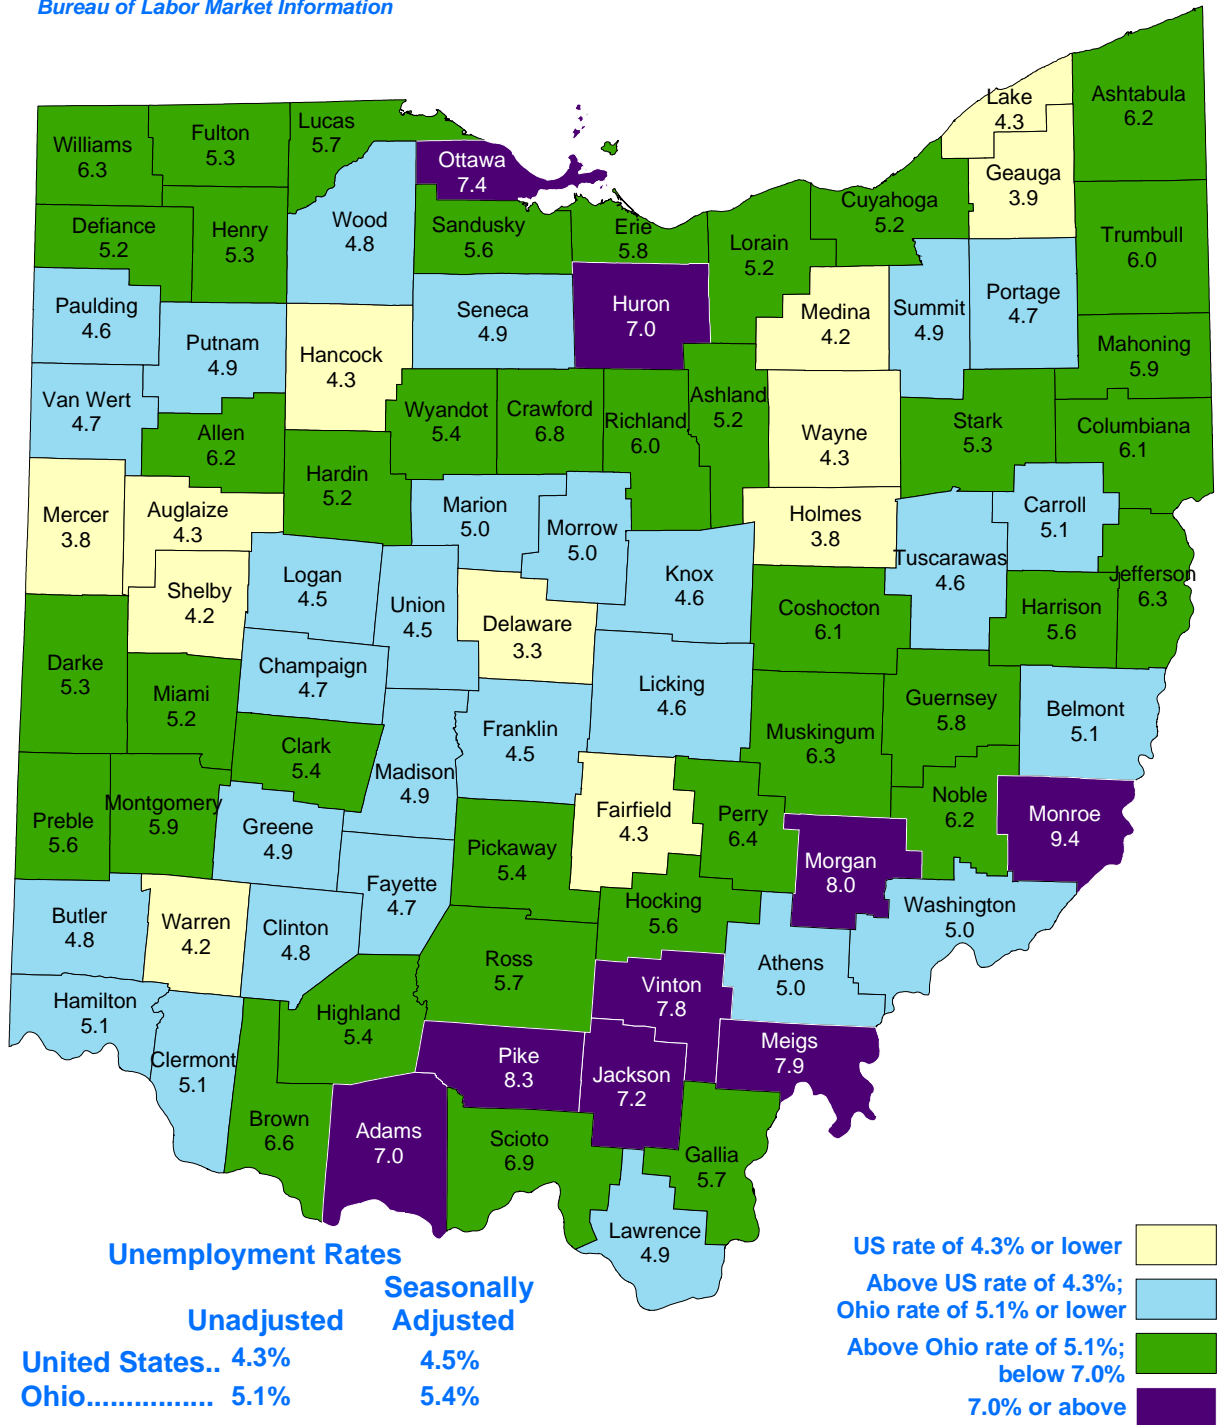 Bureau of Labor Market Information
Lake
4.3
Ashtabula
6.2
Williams
6.3
Fulton
5.3
Lucas
5.7
Ottawa
7.4
Geauga
3.9
Cuyahoga
5.2
Defiance
5.2
Henry
5.3
Wood
4.8
Sandusky
5.6
Erie
5.8
Lorain
5.2
Trumbull
6.0
Paulding
4.6
Putnam
4.9
Hancock
4.3
Seneca
4.9
Huron
7.0
Medina
4.2
Summit
4.9
Portage
4.7
Mahoning
5.9
Van Wert
4.7
Allen
6.2
Wyandot
5.4
Crawford
6.8
Richland
6.0
Ashland
5.2
Wayne
4.3
Stark
5.3
Columbiana
6.1
Hardin
5.2
Mercer
3.8
Auglaize
4.3
Marion
5.0
Morrow
5.0
Holmes
3.8
Carroll
5.1
Tuscarawas
4.6
Jefferson
6.3
Shelby
4.2
Logan
4.5
Union
4.5
Delaware
3.3
Knox
4.6
Coshocton
6.1
Harrison
5.6
Darke
5.3
Miami
5.2
Champaign
4.7
Licking
4.6
Guernsey
5.8
Belmont
5.1
Clark
5.4
Madison
4.9
Franklin
4.5
Muskingum
6.3
Preble
5.6
Montgomery
5.9
Greene
4.9
Fairfield
4.3
Perry
6.4
Noble
6.2
Monroe
9.4
Pickaway
5.4
Morgan
8.0
Fayette
4.7
Hocking
5.6
Washington
5.0
Butler
4.8
Warren
4.2
Clinton
4.8
Ross
5.7
Athens
5.0
Vinton
7.8
Hamilton
5.1
Clermont
5.1
Highland
5.4
Pike
8.3
Jackson
7.2
Meigs
7.9
Brown
6.6
Adams
7.0
Scioto
6.9
Gallia
5.7
Lawrence
4.9
Unemployment Rates
Seasonally
Unadjusted Adjusted
United States.. 4.3% 4.5%
Ohio................ 5.1% 5.4%
US rate of 4.3% or lower
Above US rate of 4.3%;
Ohio rate of 5.1% or lower
Above Ohio rate of 5.1%;
below 7.0%
7.0% or above